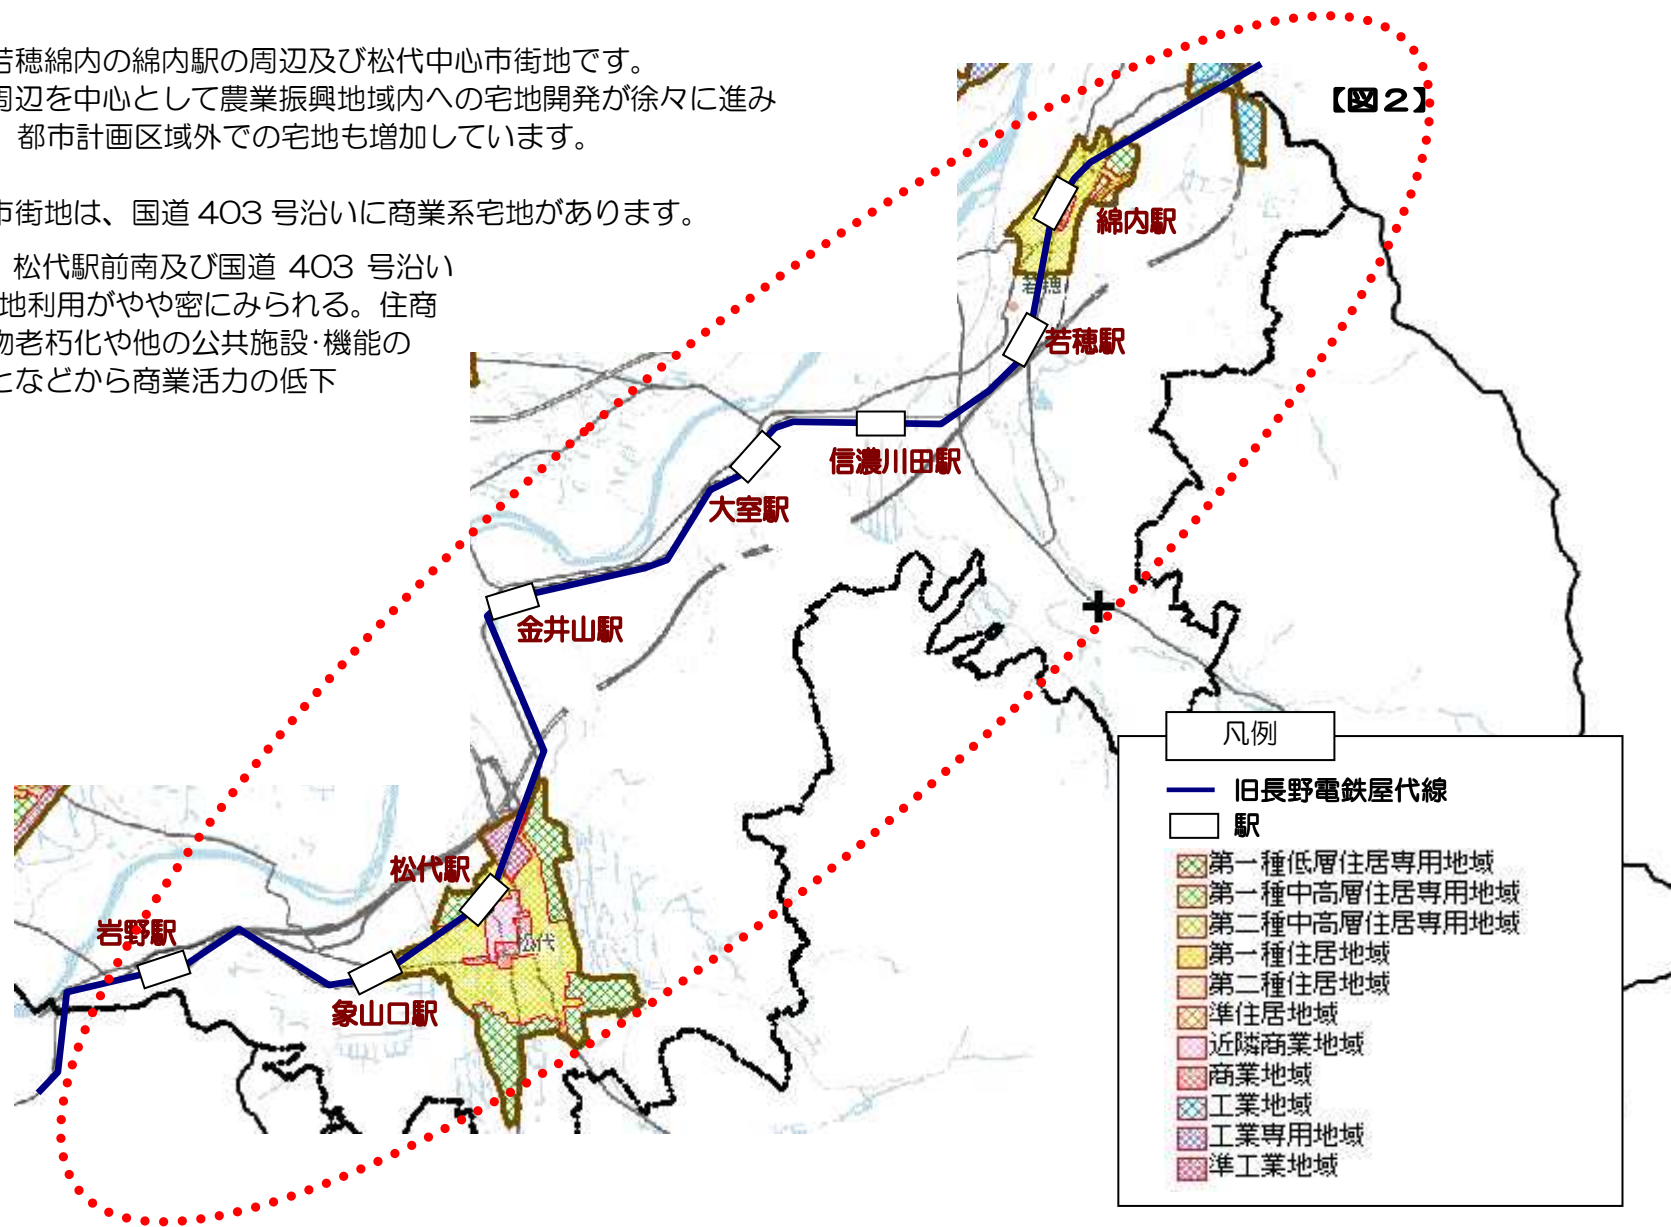 若穂綿内の綿内駅の周辺及び松代中心市街地です。
周辺を中心として農業振興地域内への宅地開発が徐々に進み
都市計画区域外での宅地も増加しています。
市街地は、国道 403 号沿いに商業系宅地があります。
松代駅前南及び国道 403 号沿い
地利用がやや密にみられる。住商
物老朽化や他の公共施設・機能の
となどから商業活力の低下
【図2】
綿内駅
若穂
若穂駅
信濃川田駅
大室駅
金井山駅
松代駅
松代
岩野駅
象山口駅
凡例
旧長野電鉄屋代線
駅
第一種低層住居専用地域
第一種中高層住居専用地域
第二種中高層住居専用地域
第一種住居地域
第二種住居地域
準住居地域
近隣商業地域
商業地域
工業地域
工業専用地域
準工業地域